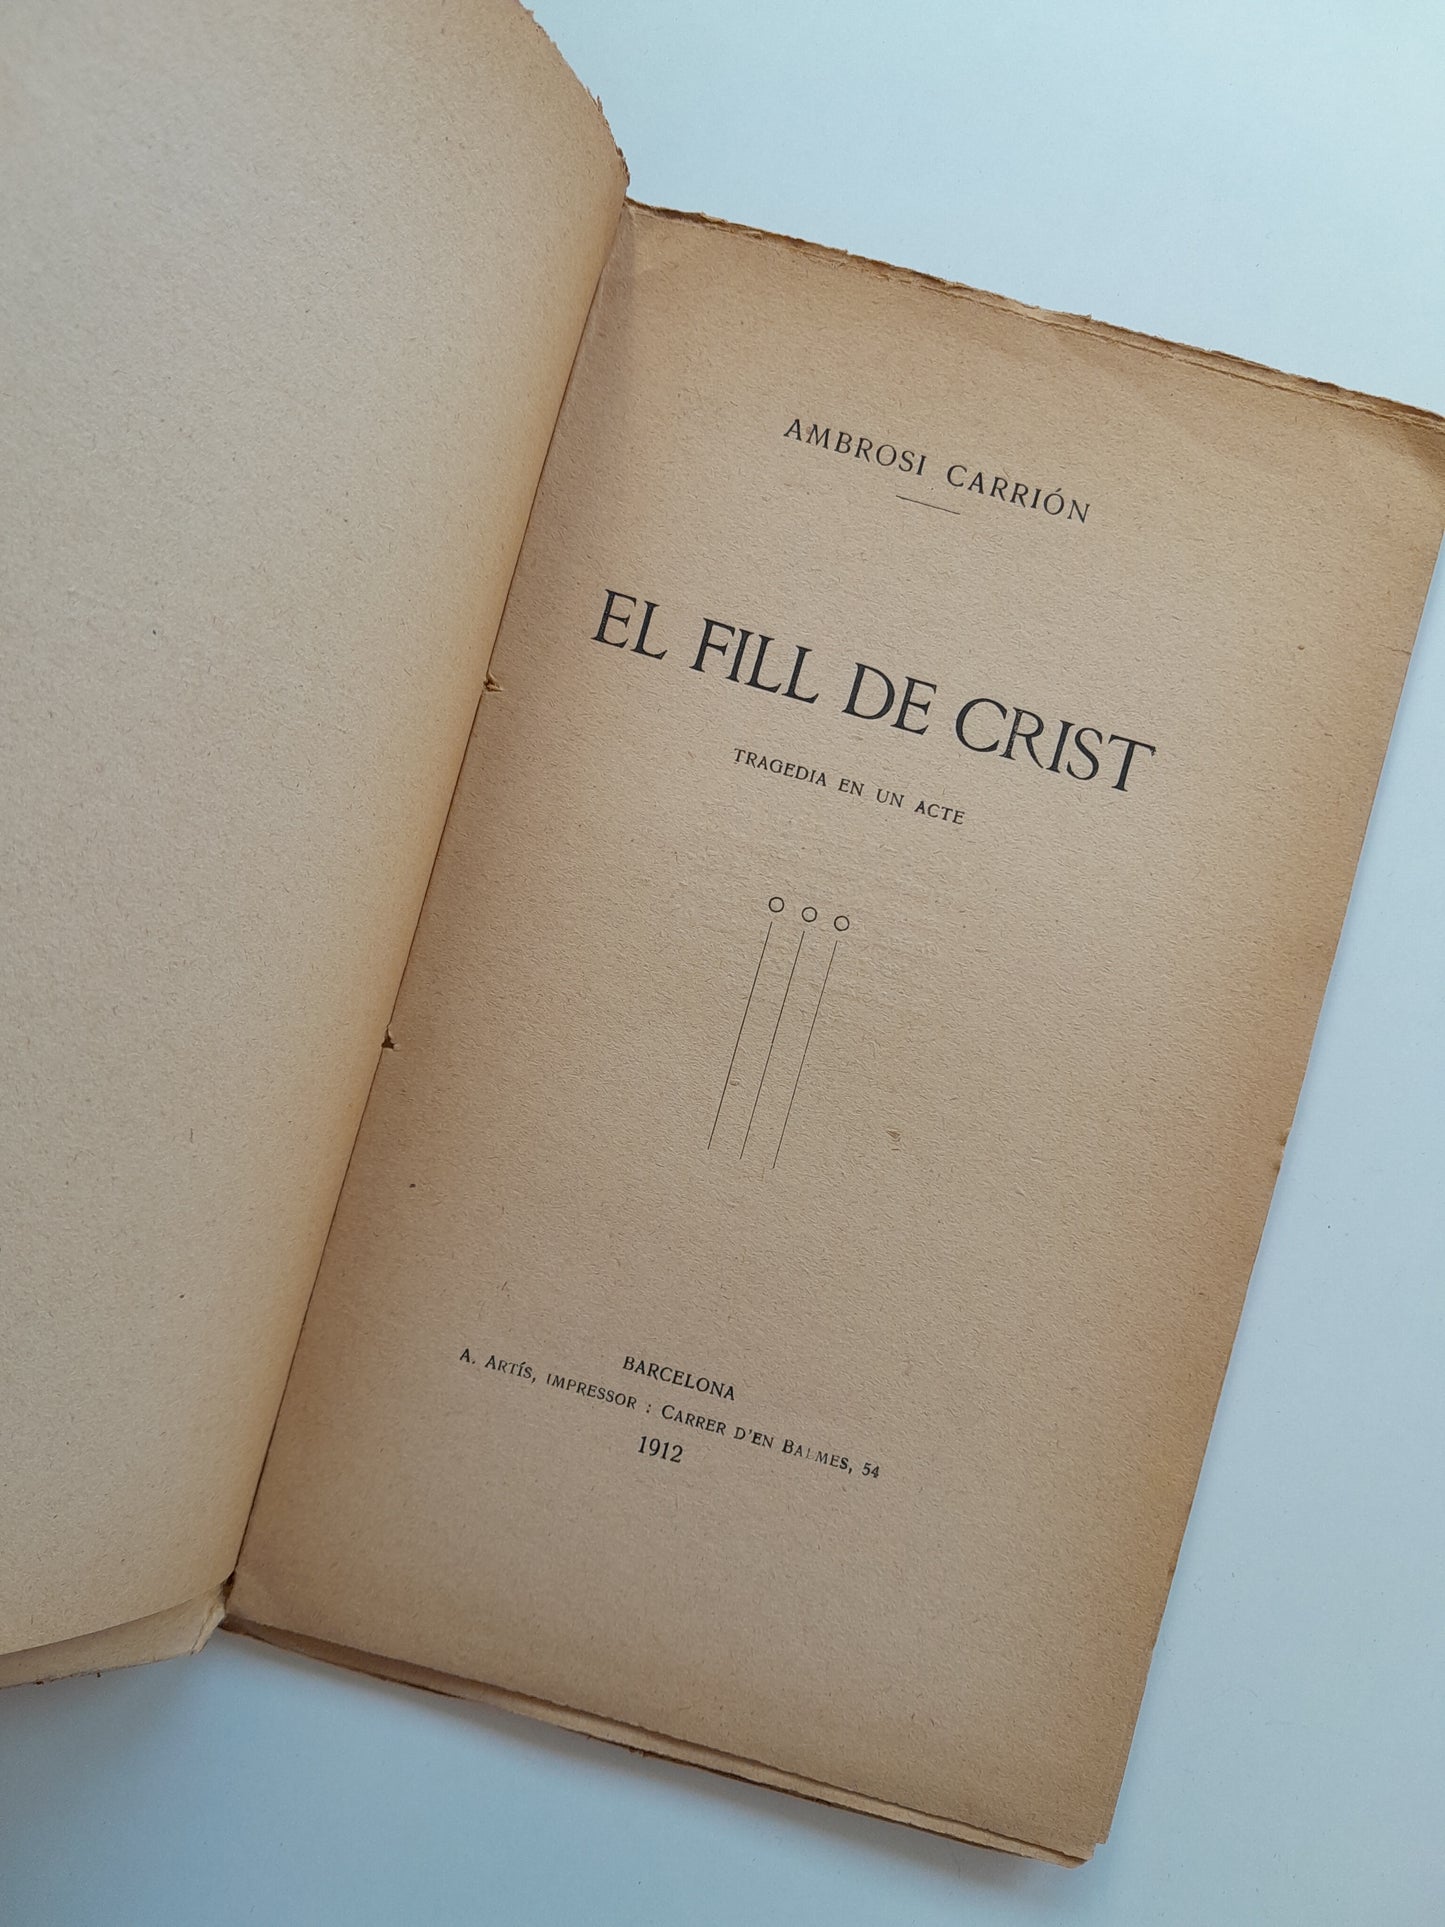 AMBROSI CARRIÓN
EL FILL DE CRIST
TRAGEDIA EN UN ACTE
BARCELONA
A. ARTÍS, IMPRESSOR : CARRER D'EN BALMES, 54
1912